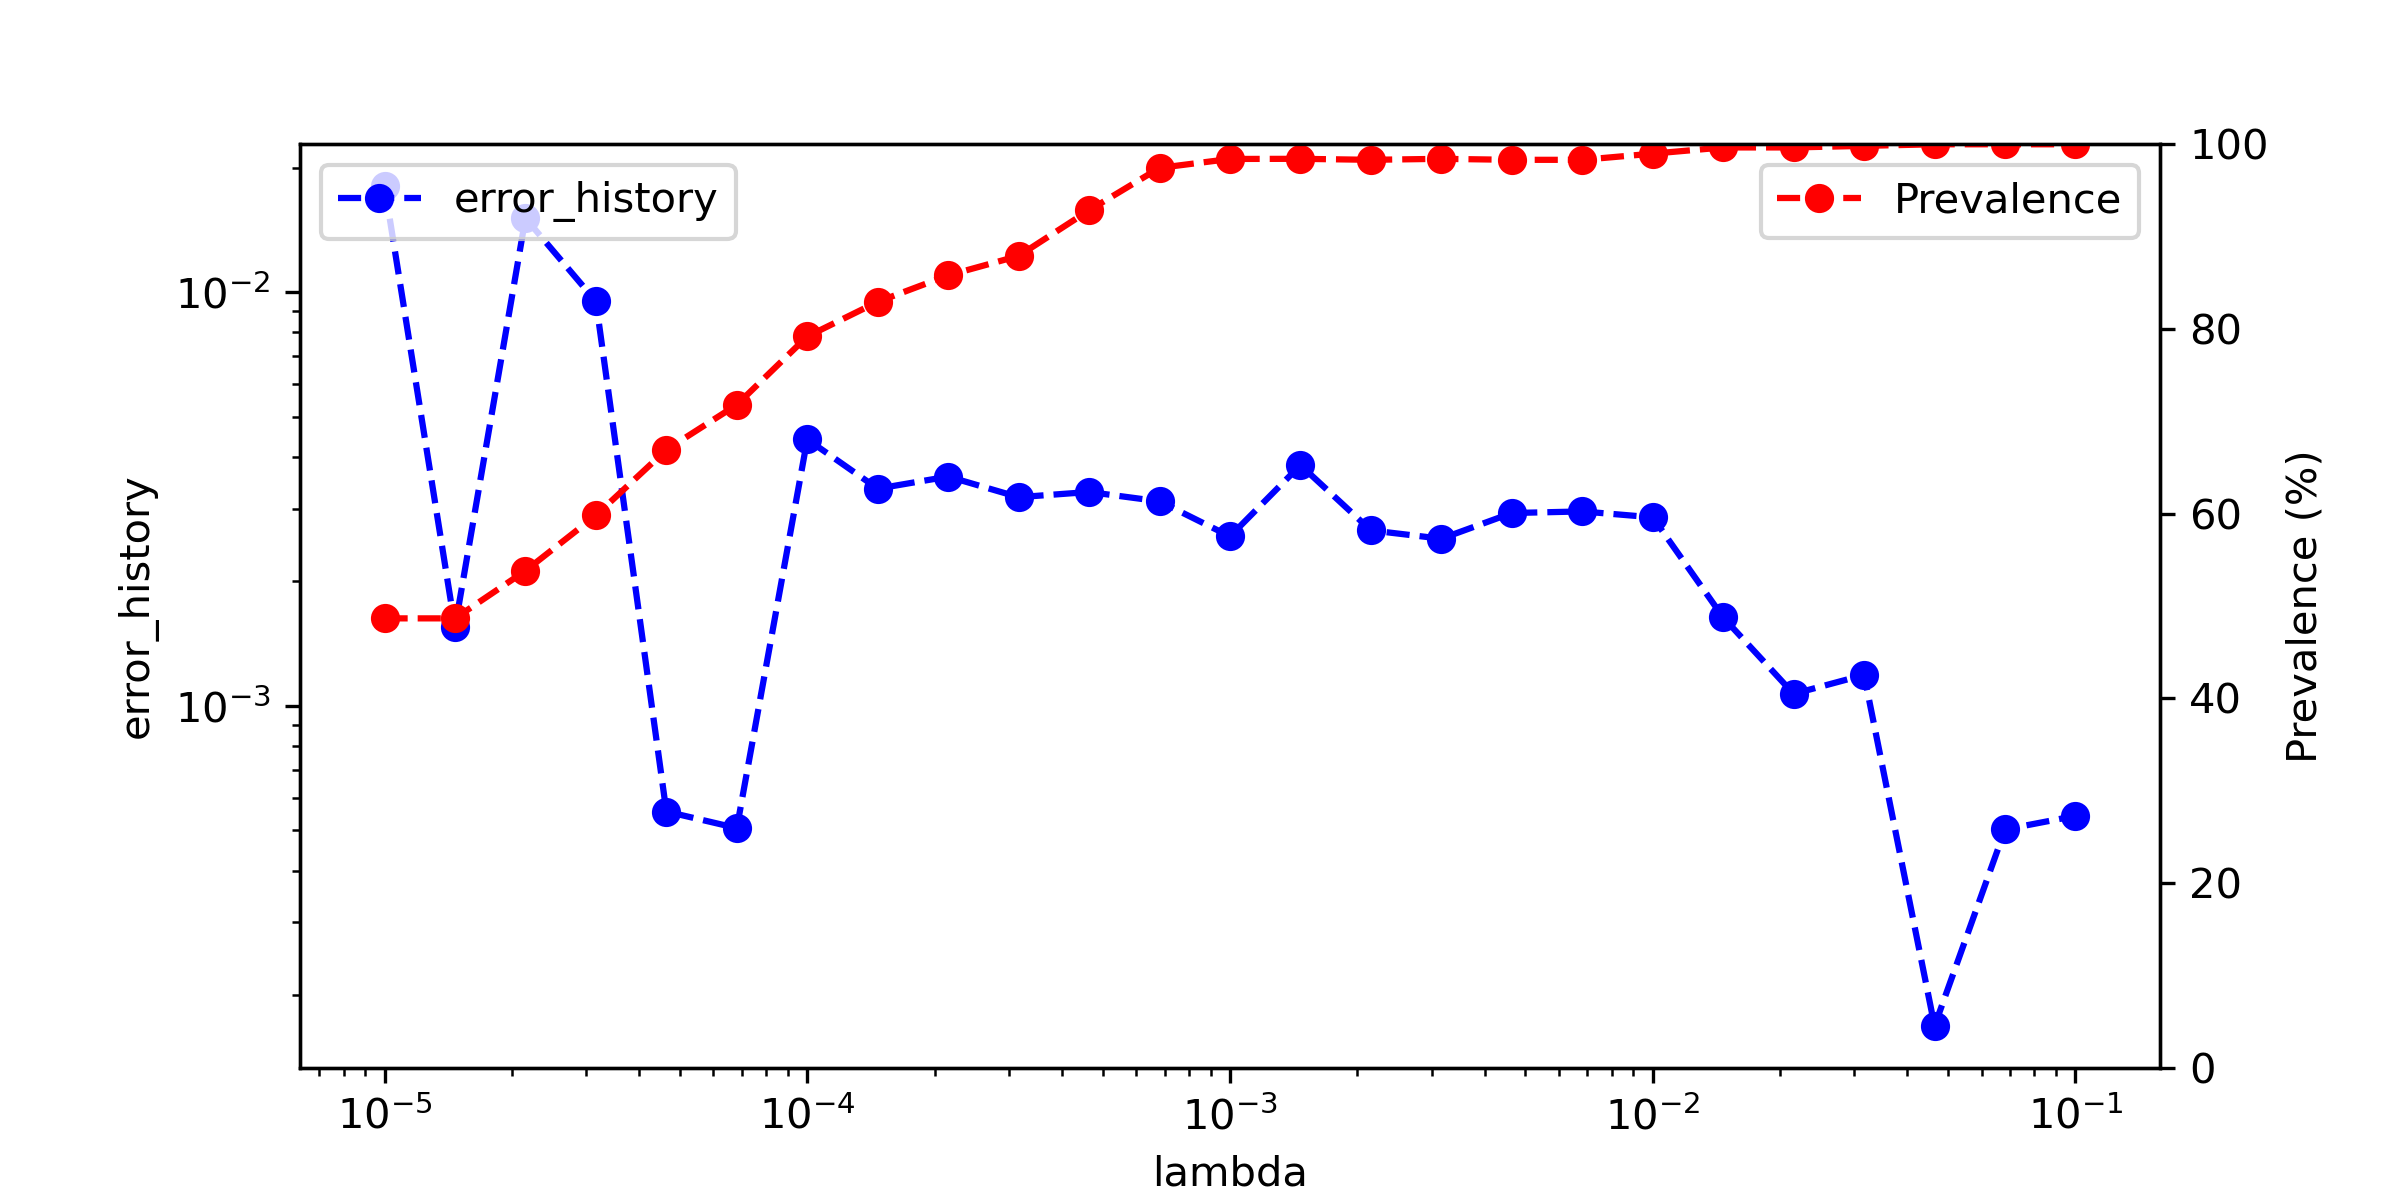 error_history
Prevalence
10⁻²
10⁻³
error_history
100
80
60
40
20
0
Prevalence (%)
10⁻⁵ 10⁻⁴ 10⁻³ 10⁻² 10⁻¹
lambda